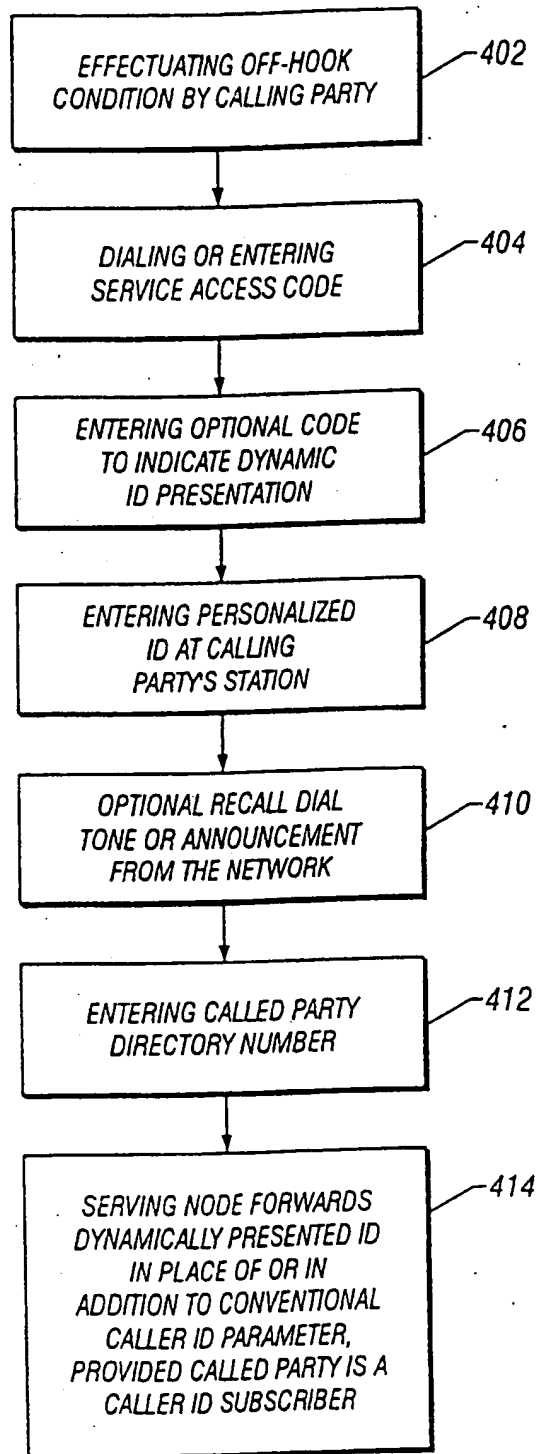 EFFECTUATING OFF-HOOK
CONDITION BY CALLING PARTY
402
DIALING OR ENTERING
SERVICE ACCESS CODE
404
ENTERING OPTIONAL CODE
TO INDICATE DYNAMIC
ID PRESENTATION
406
ENTERING PERSONALIZED
ID AT CALLING
PARTY'S STATION
408
OPTIONAL RECALL DIAL
TONE OR ANNOUNCEMENT
FROM THE NETWORK
410
ENTERING CALLED PARTY
DIRECTORY NUMBER
412
SERVING NODE FORWARDS
DYNAMICALLY PRESENTED ID
IN PLACE OF OR IN
ADDITION TO CONVENTIONAL
CALLER ID PARAMETER,
PROVIDED CALLED PARTY IS A
CALLER ID SUBSCRIBER
414